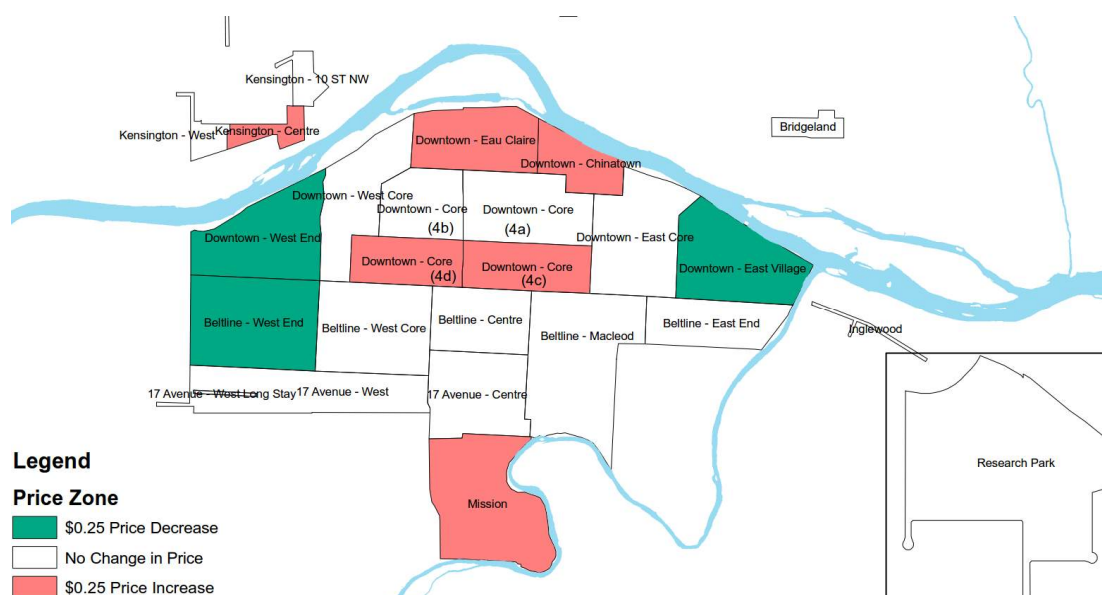 Kensington - 10 ST NW
Kensington - West
Kensington - Centre
Bridgeland
Downtown - Eau Claire
Downtown - Chinatown
Downtown - West Core
Downtown - Core
(4b)
Downtown - Core
(4a)
Downtown - West End
Downtown - East Core
Downtown - Core
(4d)
Downtown - Core
(4c)
Downtown - East Village
Beltline - West End
Beltline - West Core
Beltline - Centre
Beltline - Macleod
Beltline - East End
Inglewood
17 Avenue - West Long Stay
17 Avenue - West
17 Avenue - Centre
Research Park
Mission
Legend
Price Zone
$0.25 Price Decrease
No Change in Price
$0.25 Price Increase